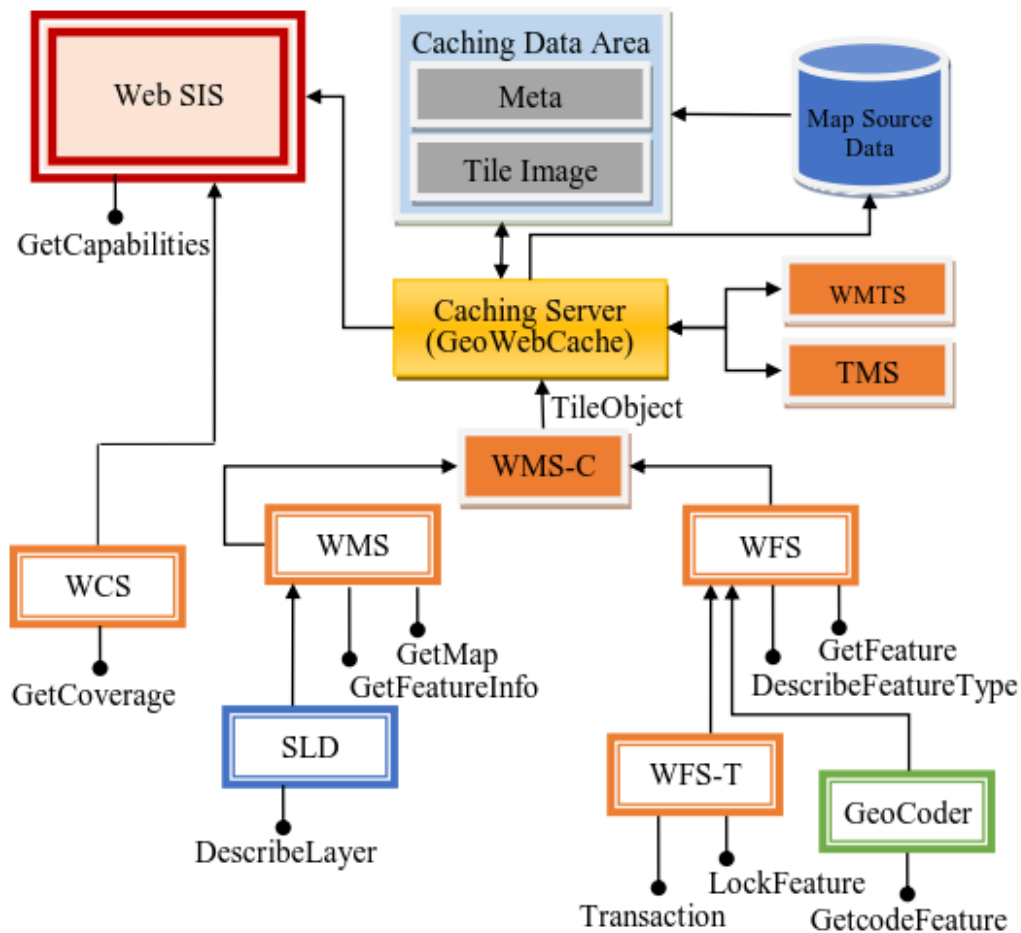 Web SIS
GetCapabilities
Caching Data Area
Meta
Tile Image
Map Source
Data
Caching Server
(GeoWebCache)
WMTS
TMS
TileObject
WMS-C
WCS
GetCoverage
WMS
GetMap
GetFeatureInfo
WFS
GetFeature
DescribeFeatureType
SLD
DescribeLayer
WFS-T
LockFeature
Transaction
GeoCoder
GetcodeFeature